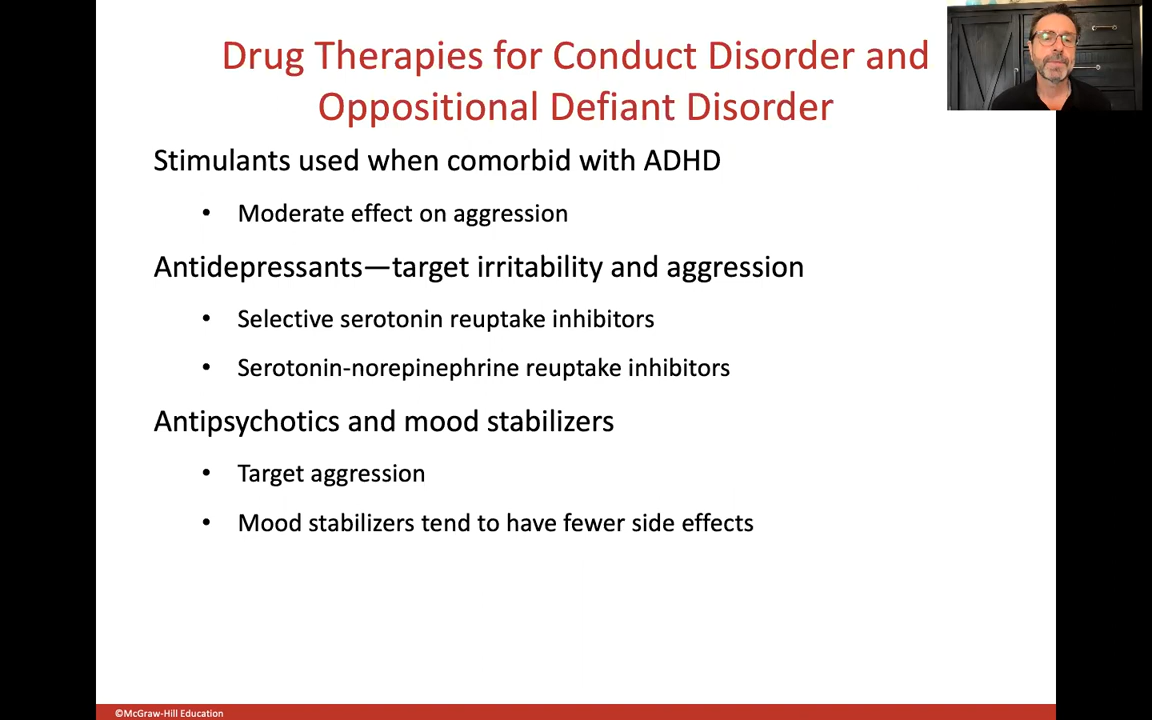 Drug Therapies for Conduct Disorder and
Oppositional Defiant Disorder
Stimulants used when comorbid with ADHD
• Moderate effect on aggression
Antidepressants—target irritability and aggression
• Selective serotonin reuptake inhibitors
• Serotonin-norepinephrine reuptake inhibitors
Antipsychotics and mood stabilizers
• Target aggression
• Mood stabilizers tend to have fewer side effects
©McGraw-Hill Education